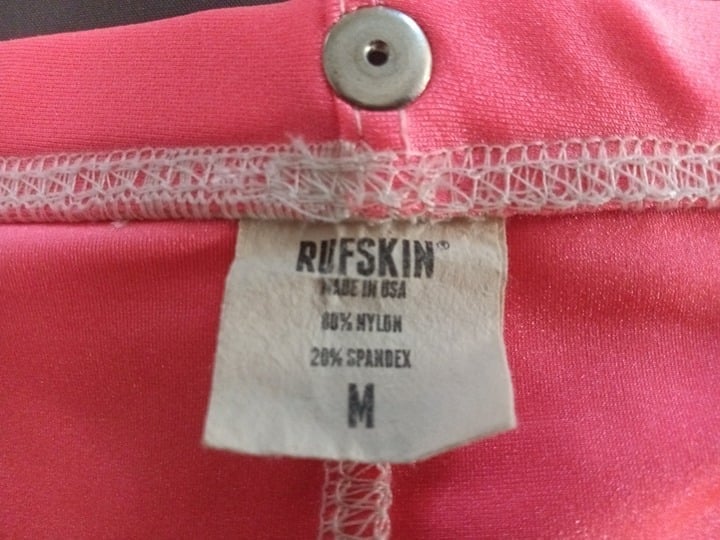 RUFSKIN®
MADE IN USA
80% NYLON
20% SPANDEX
M